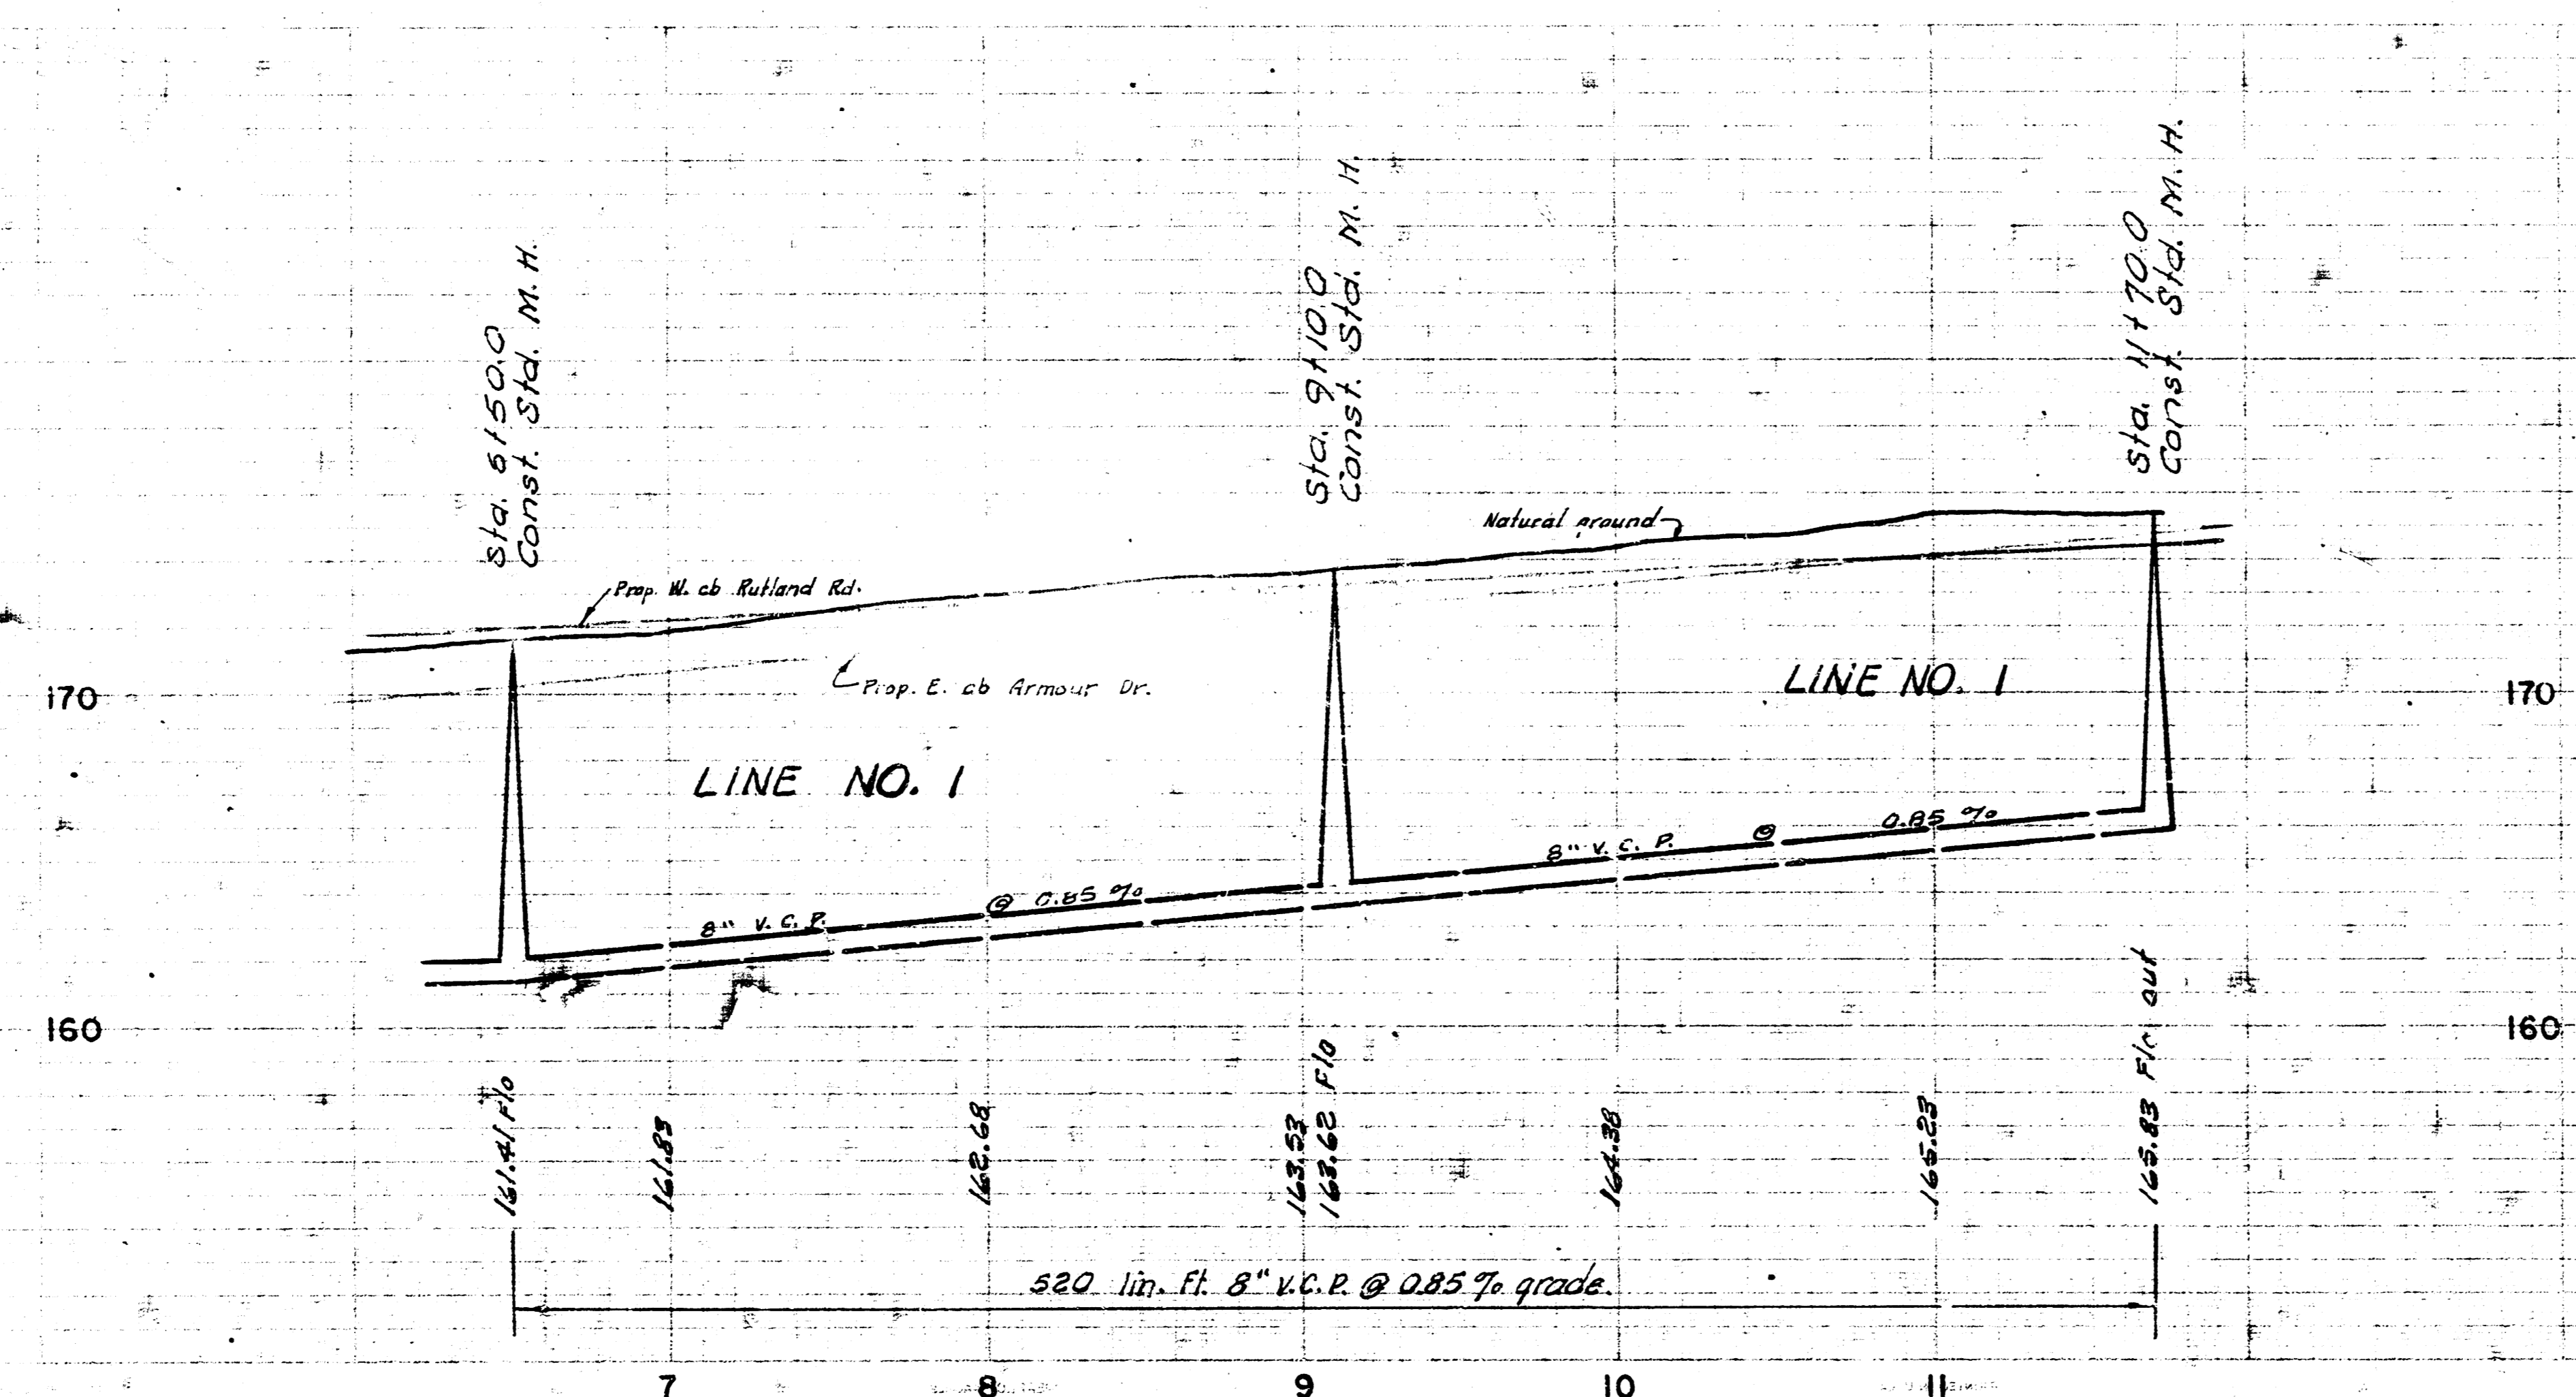 Sta. 6+50.0
Const. Std. M. H.
Sta. 9+10.0
Const. Std. M. H.
Sta. 11+70.0
Const. Std. M. H.
Natural ground
Prop. W. cb Rutland Rd.
Prop. E. cb Armour Dr.
170
170
LINE NO. 1
LINE NO. 1
8" V. C. P. @ 0.85 %
8" V. C. P. @ 0.85 %
160
160
161.41 Flo
161.83
162.68
163.53
163.62 Flo
164.38
165.23
165.83 Flo out
520 lin. ft. 8" V.C.P. @ 0.85 % grade.
7
8
9
10
11